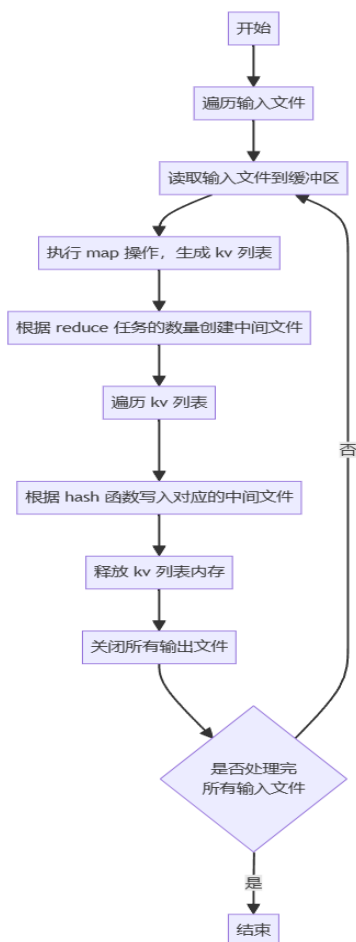 开始
遍历输入文件
读取输入文件到缓冲区
执行 map 操作，生成 kv 列表
根据 reduce 任务的数量创建中间文件
遍历 kv 列表
否
根据 hash 函数写入对应的中间文件
释放 kv 列表内存
关闭所有输出文件
是否处理完
所有输入文件
是
结束